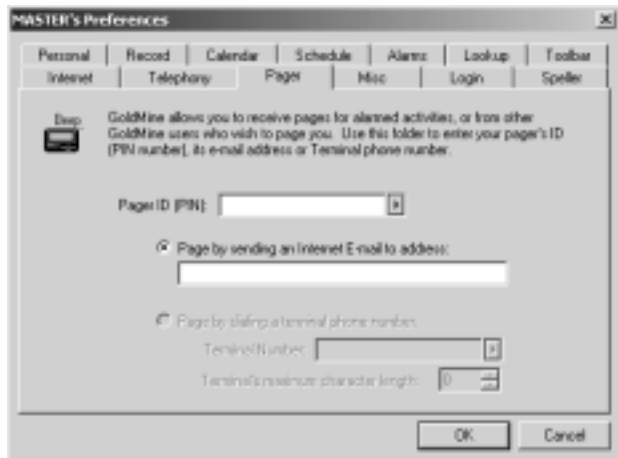 MASTER's Preferences
Personal Record Calendar Schedule Alarms Lookup Toolbar
Internet Telephony Pager Misc Login Speller
Beep
GoldMine allows you to receive pages for alarmed activities, or from other
GoldMine users who wish to page you. Use this folder to enter your pager's ID
(PIN number), its e-mail address or Terminal phone number.
Pager ID (PIN):
Page by sending an Internet E-mail to address:
Page by dialing a terminal phone number.
Terminal Number:
Terminal's maximum character length: 0
OK Cancel